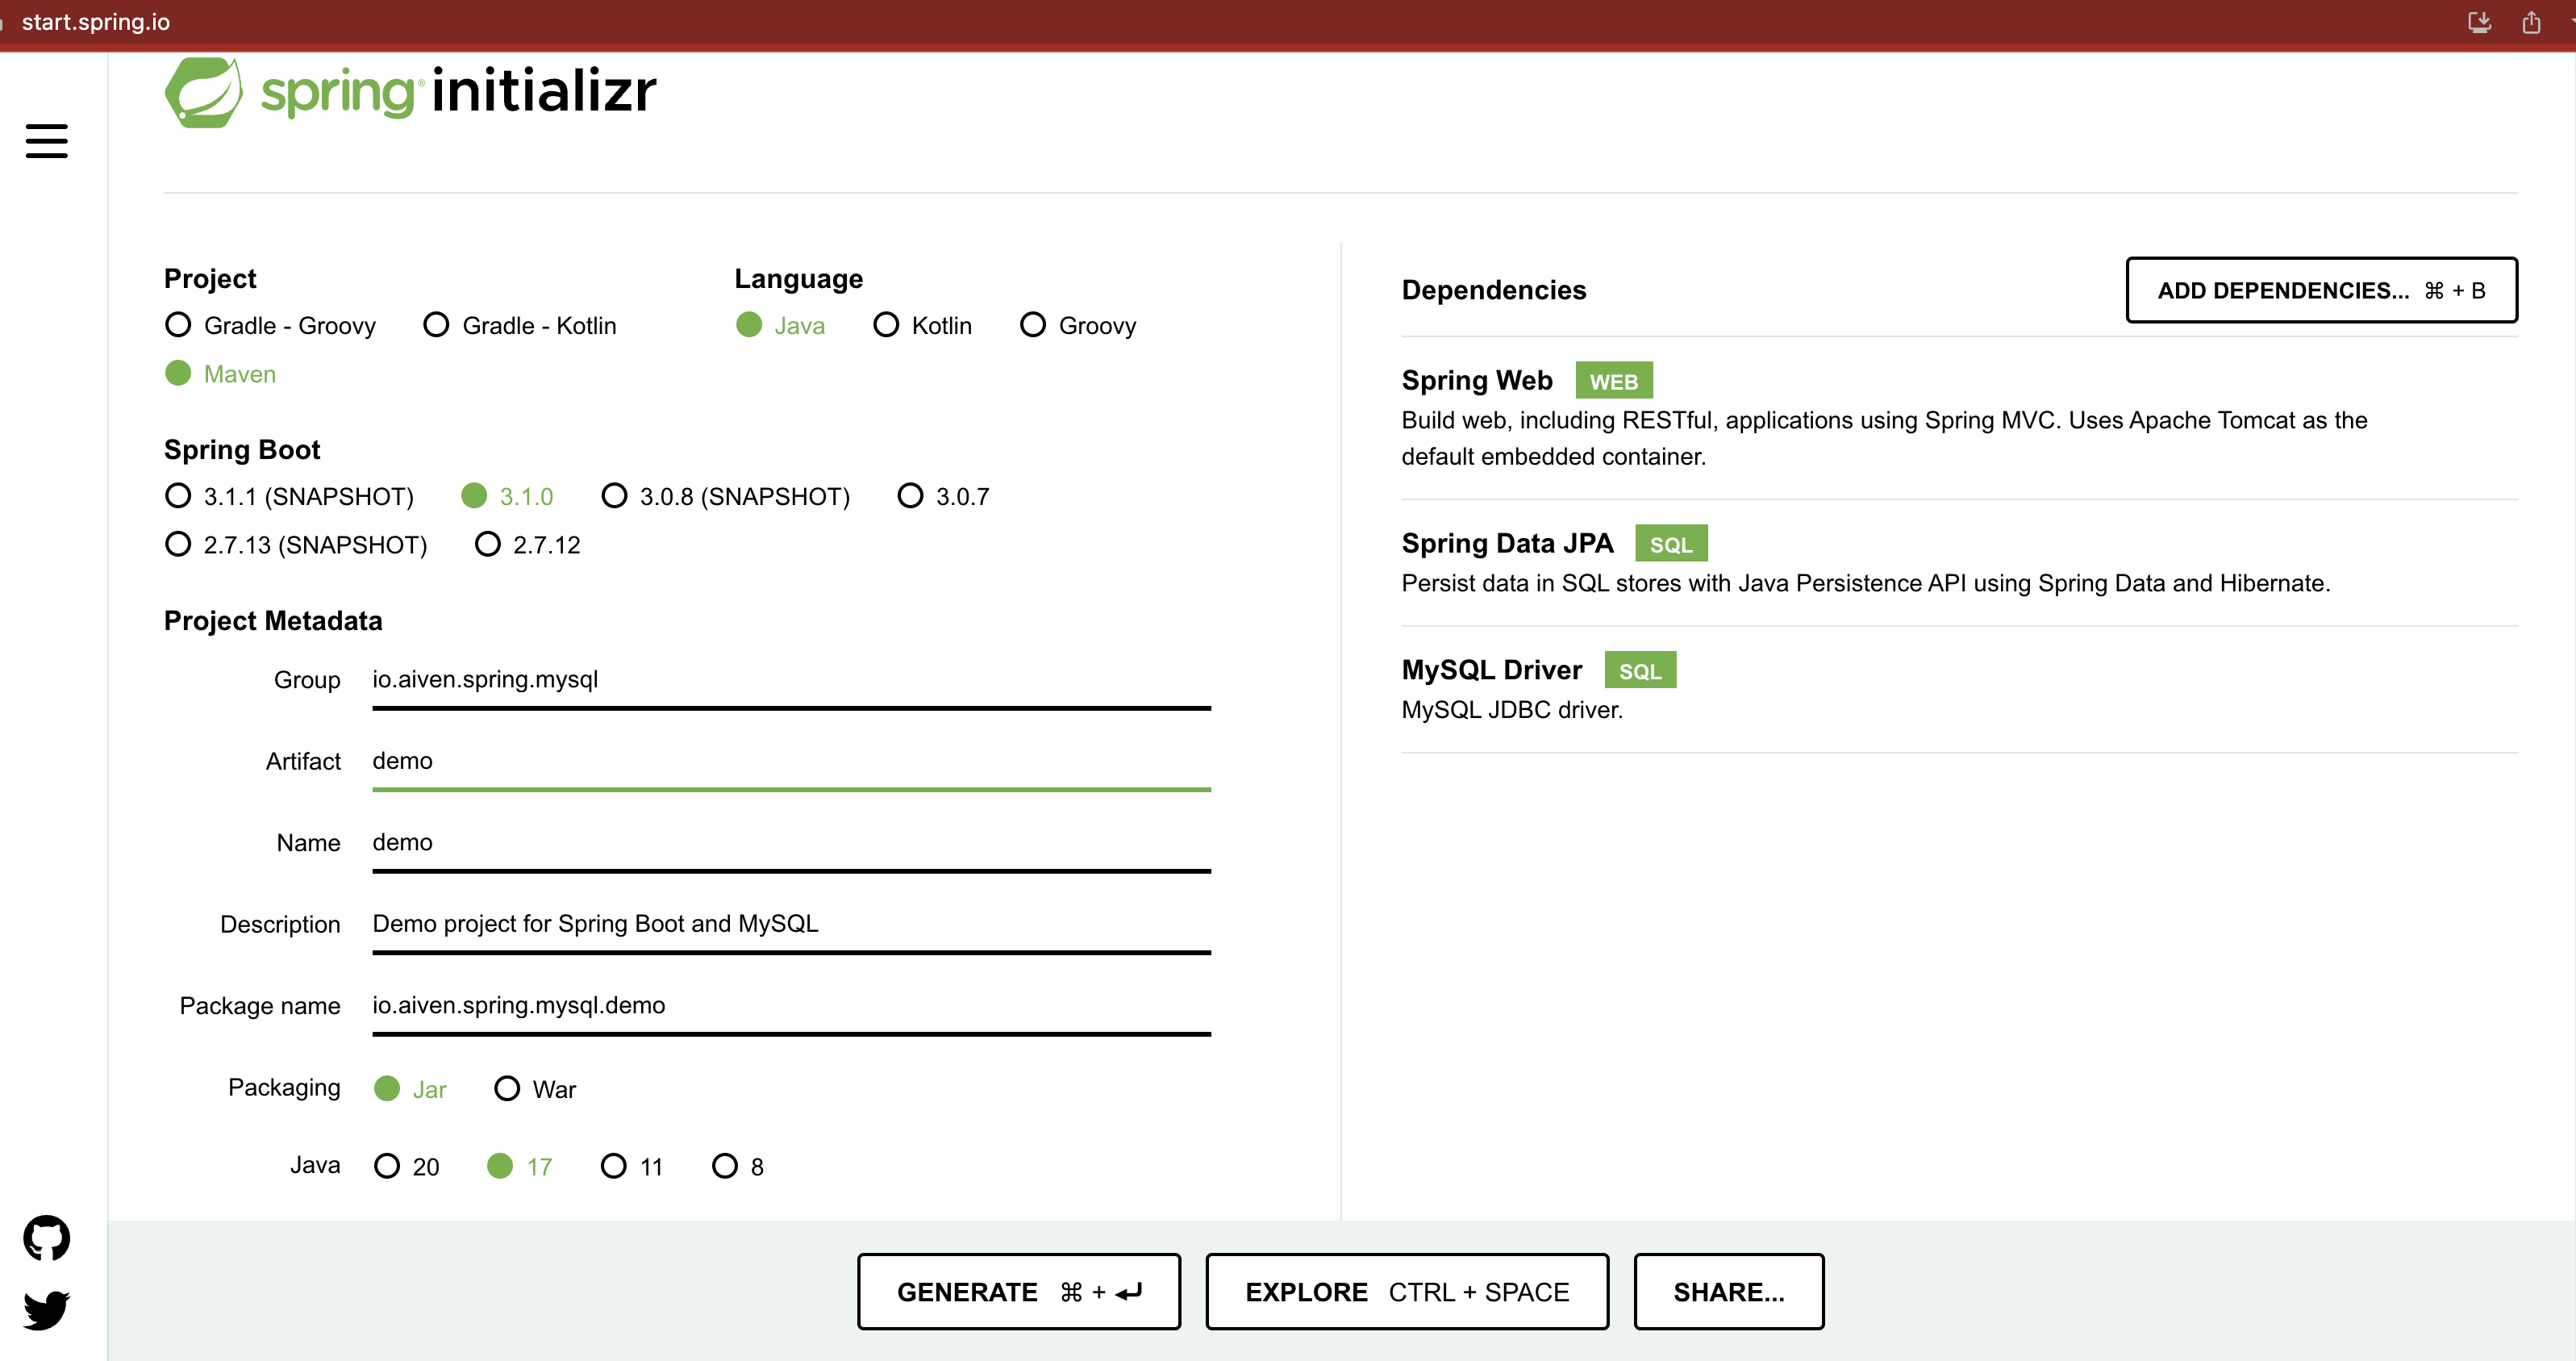 start.spring.io
spring® initializr
Project
Gradle - Groovy Gradle - Kotlin
Maven
Language
Java Kotlin Groovy
Spring Boot
3.1.1 (SNAPSHOT) 3.1.0 3.0.8 (SNAPSHOT) 3.0.7
2.7.13 (SNAPSHOT) 2.7.12
Project Metadata
Group io.aiven.spring.mysql
Artifact demo
Name demo
Description Demo project for Spring Boot and MySQL
Package name io.aiven.spring.mysql.demo
Packaging Jar War
Java 20 17 11 8
Dependencies ADD DEPENDENCIES... ⌘ + B
Spring Web WEB
Build web, including RESTful, applications using Spring MVC. Uses Apache Tomcat as the
default embedded container.
Spring Data JPA SQL
Persist data in SQL stores with Java Persistence API using Spring Data and Hibernate.
MySQL Driver SQL
MySQL JDBC driver.
GENERATE ⌘ + ↵ EXPLORE CTRL + SPACE SHARE...